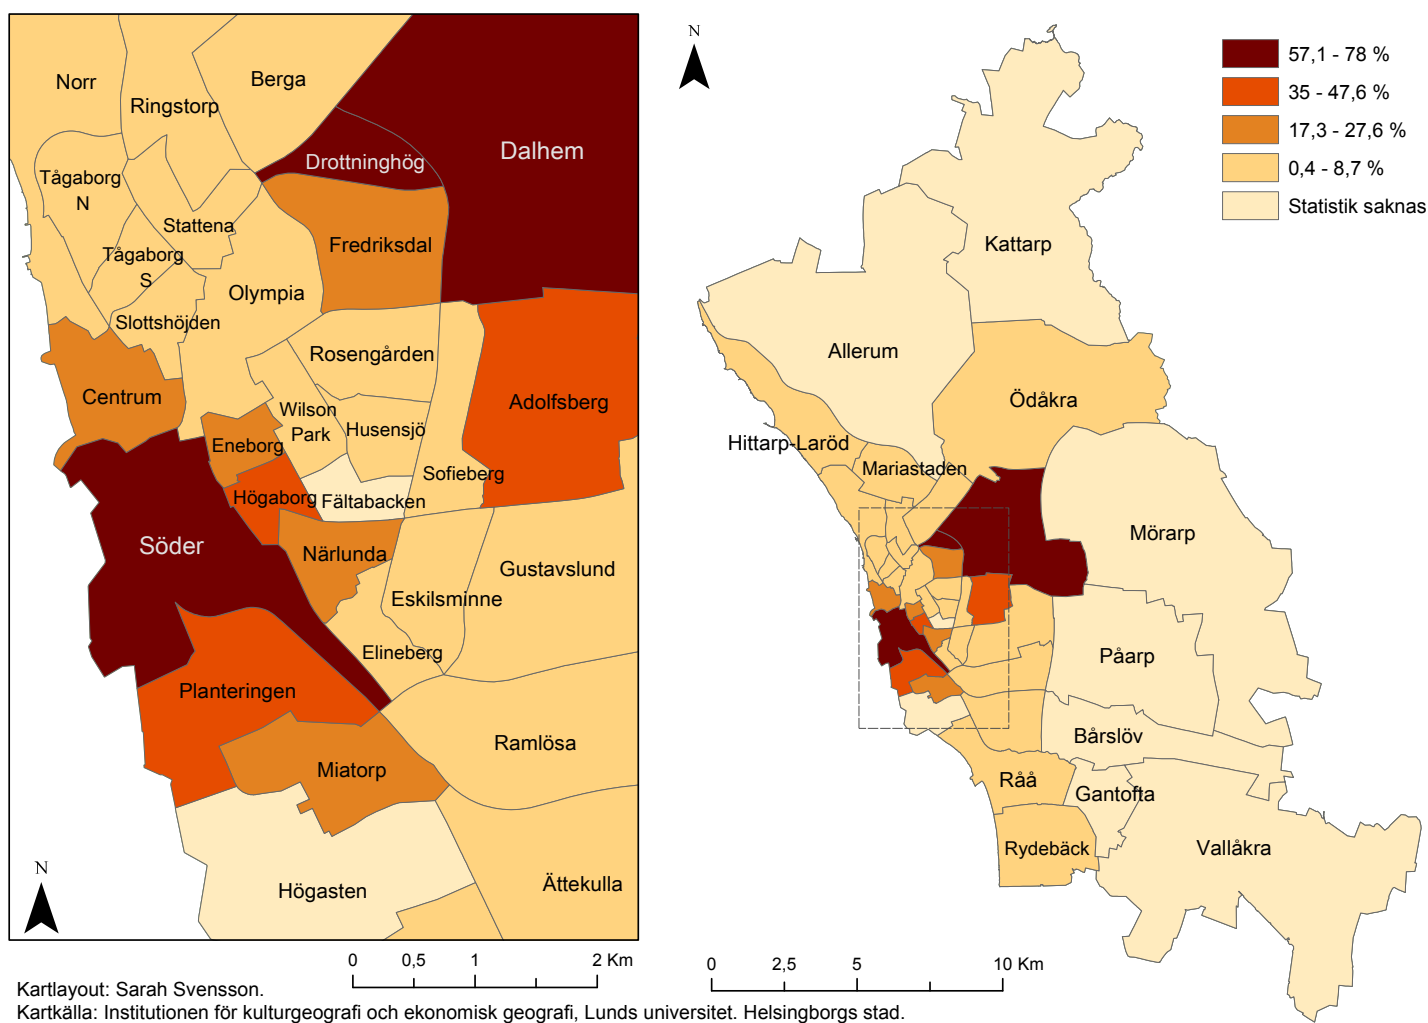 N
57,1 - 78 %
35 - 47,6 %
17,3 - 27,6 %
0,4 - 8,7 %
Statistik saknas
Norr
Ringstorp
Berga
Drottninghög
Dalhem
Tågaborg
N
Stattena
Fredriksdal
Tågaborg
S
Olympia
Slottshöjden
Rosengården
Centrum
Wilson
Park
Husensjö
Adolfsberg
Eneborg
Sofieberg
Högaborg
Fältabacken
Söder
Närlunda
Gustavslund
Eskilsminne
Elineberg
Planteringen
Ramlösa
Miatorp
Högasten
Ättekulla
N
0
0,5
1
2 Km
Kattarp
Allerum
Ödåkra
Hittarp-Laröd
Mariastaden
Mörarp
Påarp
Bårslöv
Råå
Gantofta
Rydebäck
Vallåkra
0
2,5
5
10 Km
Kartlayout: Sarah Svensson.
Kartkälla: Institutionen för kulturgeografi och ekonomisk geografi, Lunds universitet. Helsingborgs stad.